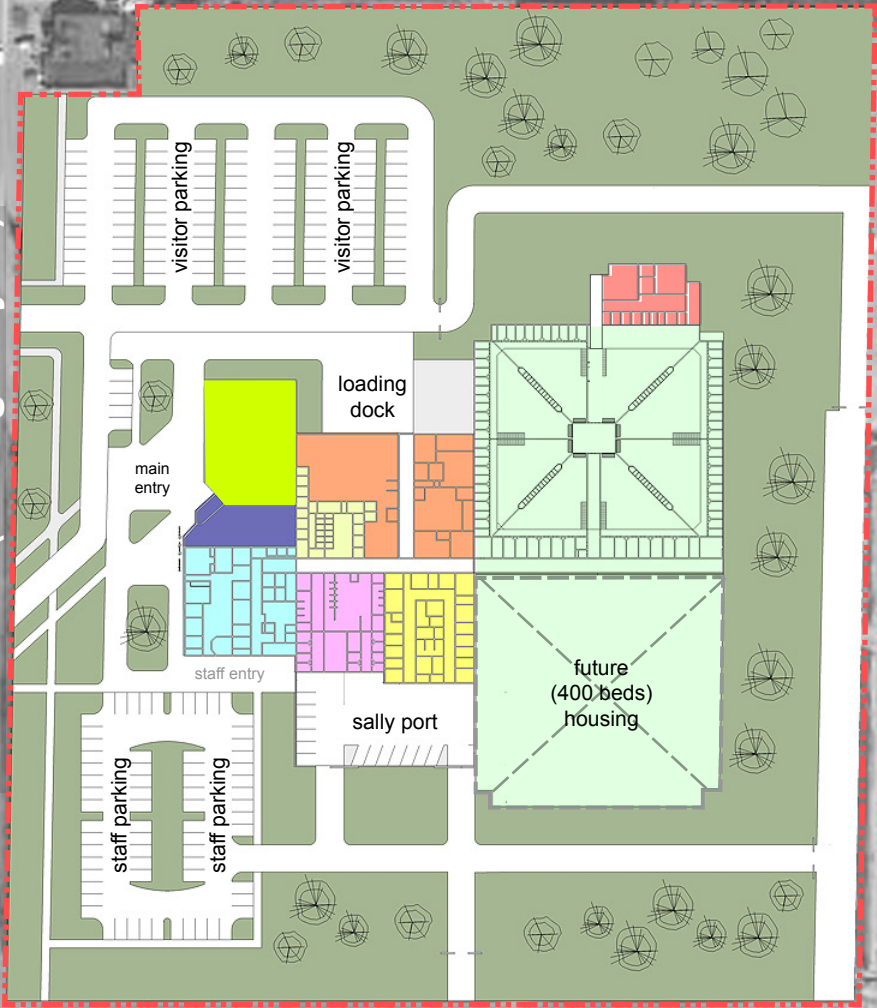 visitor parking
visitor parking
loading
dock
main
entry
staff entry
future
(400 beds)
housing
sally port
staff parking
staff parking